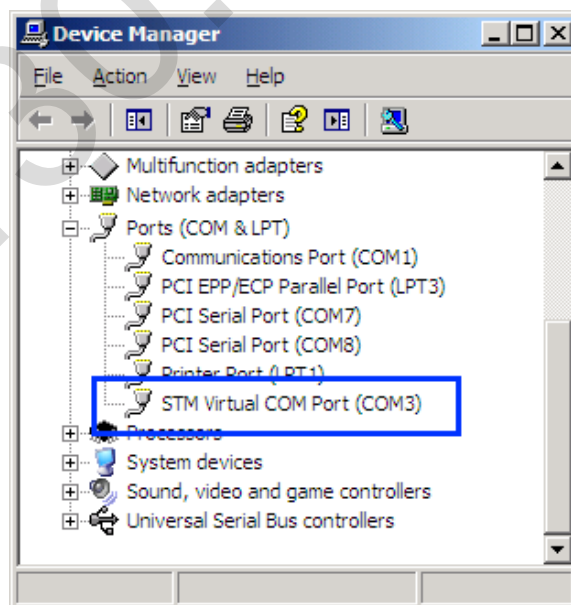 Device Manager
File Action View Help
Multifunction adapters
Network adapters
Ports (COM & LPT)
Communications Port (COM1)
PCI EPP/ECP Parallel Port (LPT3)
PCI Serial Port (COM7)
PCI Serial Port (COM8)
Printer Port (LPT1)
STM Virtual COM Port (COM3)
Processors
System devices
Sound, video and game controllers
Universal Serial Bus controllers